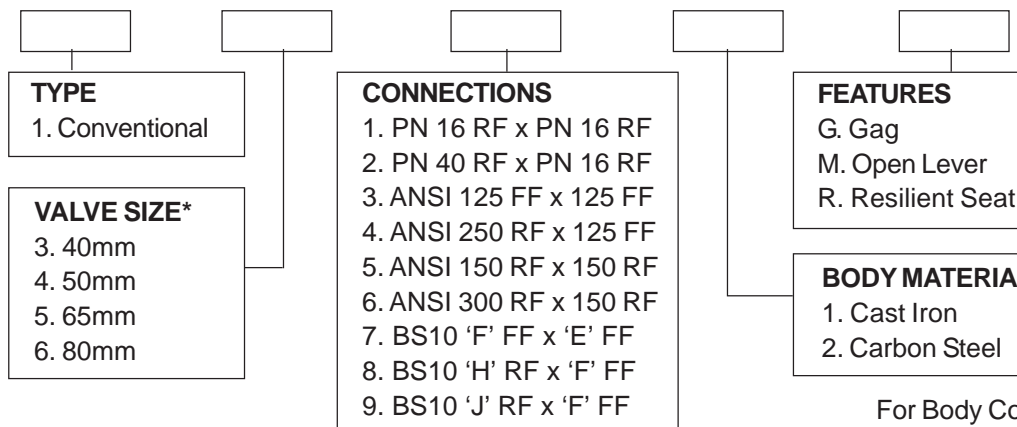 TYPE
1. Conventional
VALVE SIZE*
3. 40mm
4. 50mm
5. 65mm
6. 80mm
CONNECTIONS
1. PN 16 RF x PN 16 RF
2. PN 40 RF x PN 16 RF
3. ANSI 125 FF x 125 FF
4. ANSI 250 RF x 125 FF
5. ANSI 150 RF x 150 RF
6. ANSI 300 RF x 150 RF
7. BS10 ‘F’ FF x ‘E’ FF
8. BS10 ‘H’ RF x ‘F’ FF
9. BS10 ‘J’ RF x ‘F’ FF
FEATURES
G. Gag
M. Open Lever
R. Resilient Seat
BODY MATERIA
1. Cast Iron
2. Carbon Steel
For Body Co